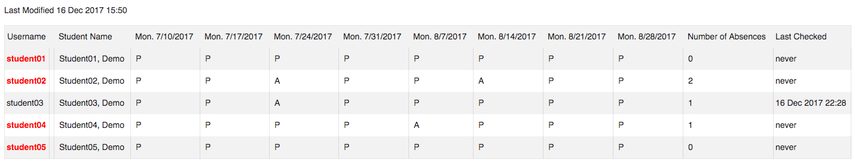 Last Modified 16 Dec 2017 15:50
Username Student Name Mon. 7/10/2017 Mon. 7/17/2017 Mon. 7/24/2017 Mon. 7/31/2017 Mon. 8/7/2017 Mon. 8/14/2017 Mon. 8/21/2017 Mon. 8/28/2017 Number of Absences Last Checked
student01 Student01, Demo P P P P P P P P 0 never
student02 Student02, Demo P P A P P A P P 2 never
student03 Student03, Demo P P A P P P P P 1 16 Dec 2017 22:28
student04 Student04, Demo P P P P A P P P 1 never
student05 Student05, Demo P P P P P P P P 0 never